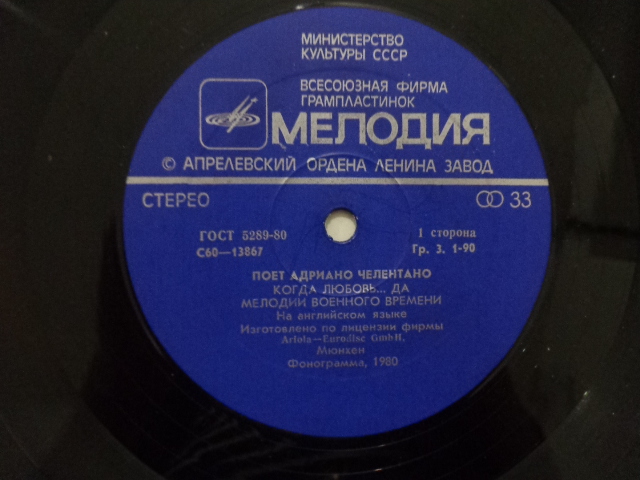 МИНИСТЕРСТВО
КУЛЬТУРЫ СССР
ВСЕСОЮЗНАЯ ФИРМА
ГРАМПЛАСТИНОК
МЕЛОДИЯ
© АПРЕЛЕВСКИЙ ОРДЕНА ЛЕНИНА ЗАВОД
СТЕРЕО
33
ГОСТ 5289-80
1 сторона
С60—13867
Гр. 3. 1-90
ПОЕТ АДРИАНО ЧЕЛЕНТАНО
КОГДА ЛЮБОВЬ... ДА
МЕЛОДИИ ВОЕННОГО ВРЕМЕНИ
На английском языке
Изготовлено по лицензии фирмы
Ariola—Eurodisc GmbH,
Мюнхен
Фонограмма, 1980